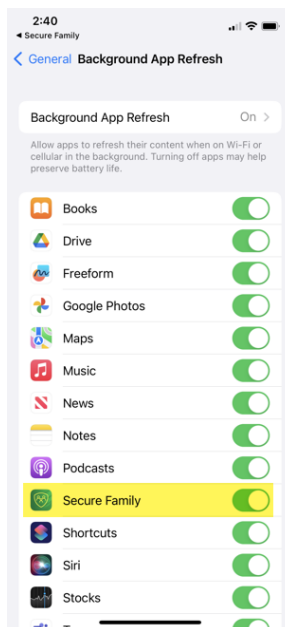 2:40
◀ Secure Family
General Background App Refresh
Background App Refresh On
Allow apps to refresh their content when on Wi-Fi or
cellular in the background. Turning off apps may help
preserve battery life.
Books
Drive
Freeform
Google Photos
Maps
Music
News
Notes
Podcasts
Secure Family
Shortcuts
Siri
Stocks